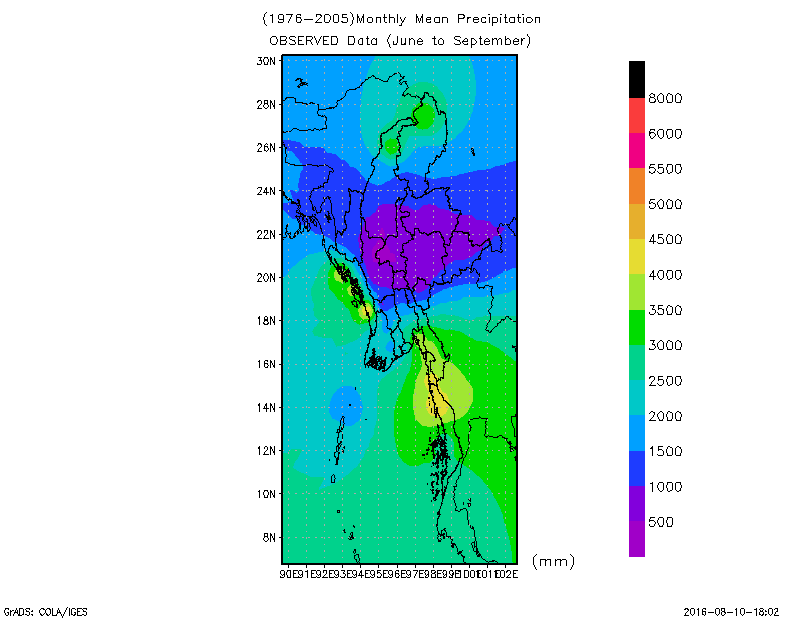 (1976-2005)Monthly Mean Precipitation
OBSERVED Data (June to September)
30N
28N
26N
24N
22N
20N
18N
16N
14N
12N
10N
8N
90E91E92E93E94E95E96E97E98E99E100E101E102E
(mm)
8000
6000
5500
5000
4500
4000
3500
3000
2500
2000
1500
1000
500
GrADS: COLA/IGES
2016-08-10-18:02